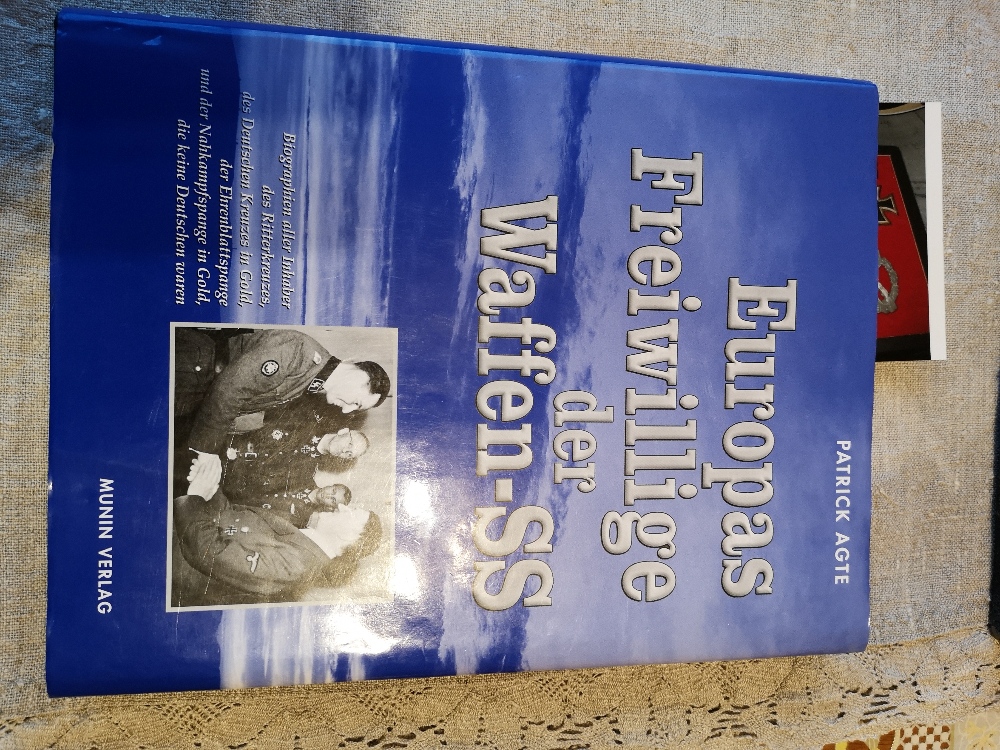 PATRICK AGTE
Europas
Freiwillige
der
Waffen-SS
Biographien aller Inhaber
des Ritterkreuzes,
des Deutschen Kreuzes in Gold,
der Ehrenblattspange
und der Nahkampfspange in Gold,
die keine Deutschen waren
MUNIN VERLAG